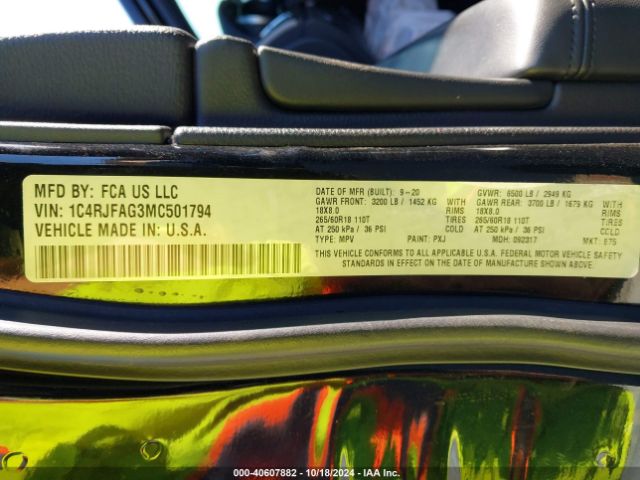 MFD BY: FCA US LLC
VIN: 1C4RJFAG3MC501794
VEHICLE MADE IN: U.S.A.
DATE OF MFR (BUILT): 9-20 GVWR: 6500 LB / 2949 KG
GAWR FRONT: 3200 LB / 1452 KG WITH GAWR REAR: 3700 LB / 1679 KG WITH
18X8.0 RIMS 18X8.0 RIMS
265/60R18 110T TIRES 265/60R18 110T TIRES
AT 250 kPa / 36 PSI COLD AT 250 kPa / 36 PSI COLD
TYPE: MPV PAINT: PXJ MDH: 092317 MKT: E75
THIS VEHICLE CONFORMS TO ALL APPLICABLE U.S.A. FEDERAL MOTOR VEHICLE SAFETY
STANDARDS IN EFFECT ON THE DATE OF MANUFACTURE SHOWN ABOVE
000-40607882 | 10/18/2024 | IAA Inc.